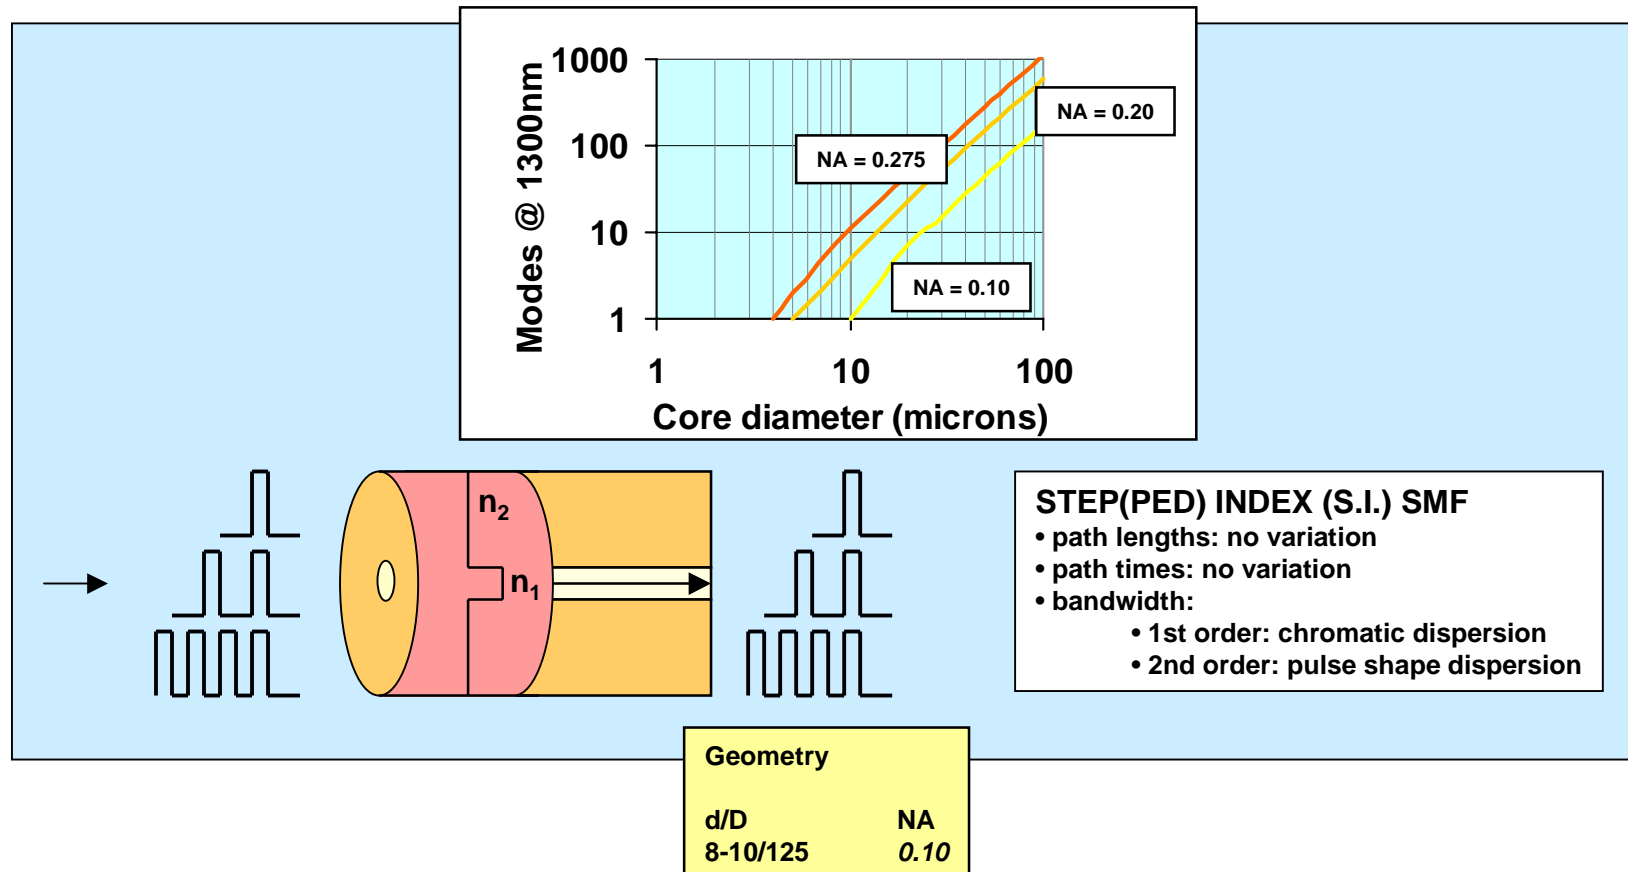 1000
100
10
1
Modes @ 1300nm
NA = 0.20
NA = 0.275
NA = 0.10
1 10 100
Core diameter (microns)
n2
n1
STEP(PED) INDEX (S.I.) SMF
• path lengths: no variation
• path times: no variation
• bandwidth:
• 1st order: chromatic dispersion
• 2nd order: pulse shape dispersion
Geometry
d/D NA
8-10/125 0.10